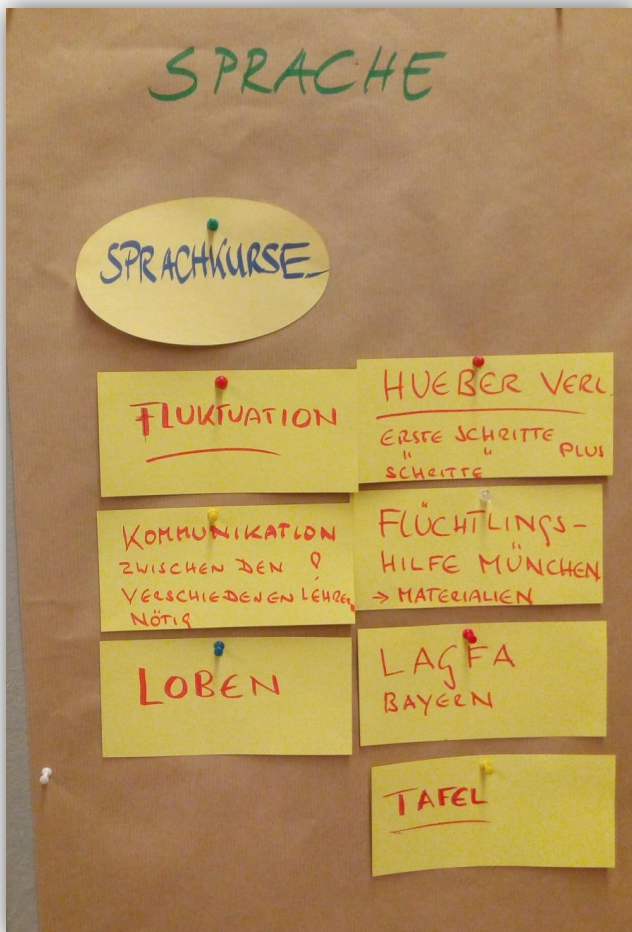 SPRACHE
SPRACHKURSE
FLUKTUATION
KOMMUNIKATION
ZWISCHEN DEN !
VERSCHIEDENEN LEHRERN
NÖTIG
LOBEN
HUEBER VERL.
ERSTE SCHRITTE PLUS
" "
SCHRITTE
FLÜCHTLINGS-
HILFE MÜNCHEN
→ MATERIALIEN
LAGFA
BAYERN
TAFEL